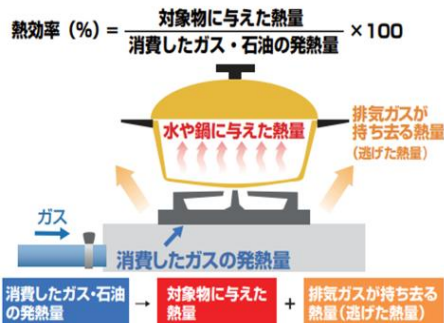 熱効率（%）＝ 対象物に与えた熱量 ×100
消費したガス・石油の発熱量
水や鍋に与えた熱量
排気ガスが
持ち去る熱量
（逃げた熱量）
ガス
消費したガスの発熱量
消費したガス・石油
の発熱量
→
対象物に与えた
熱量
+
排気ガスが持ち去る
熱量（逃げた熱量）